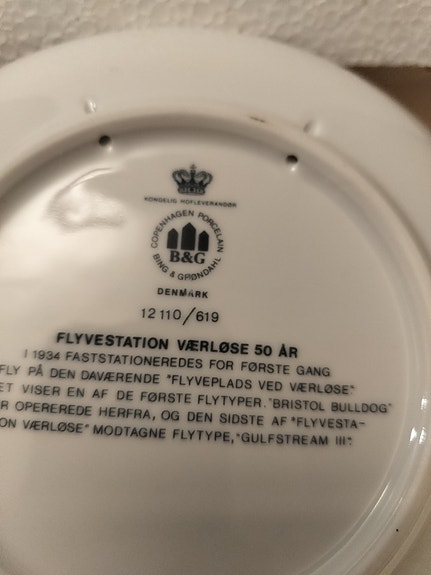 KONGELIG HOFLEVERANDØR
COPENHAGEN PORCELAIN
B&G
BING & GRØNDAHL
DENMARK
12110/619
FLYVESTATION VÆRLØSE 50 ÅR
I 1934 FASTSTATIONEREDES FOR FØRSTE GANG
FLY PÅ DEN DAVÆRENDE "FLYVEPLADS VED VÆRLØSE".
ET VISER EN AF DE FØRSTE FLYTYPER. "BRISTOL BULLDOG"
R OPEREREDE HERFRA, OG DEN SIDSTE AF "FLYVESTA-
ON VÆRLØSE" MODTAGNE FLYTYPE, "GULFSTREAM III".